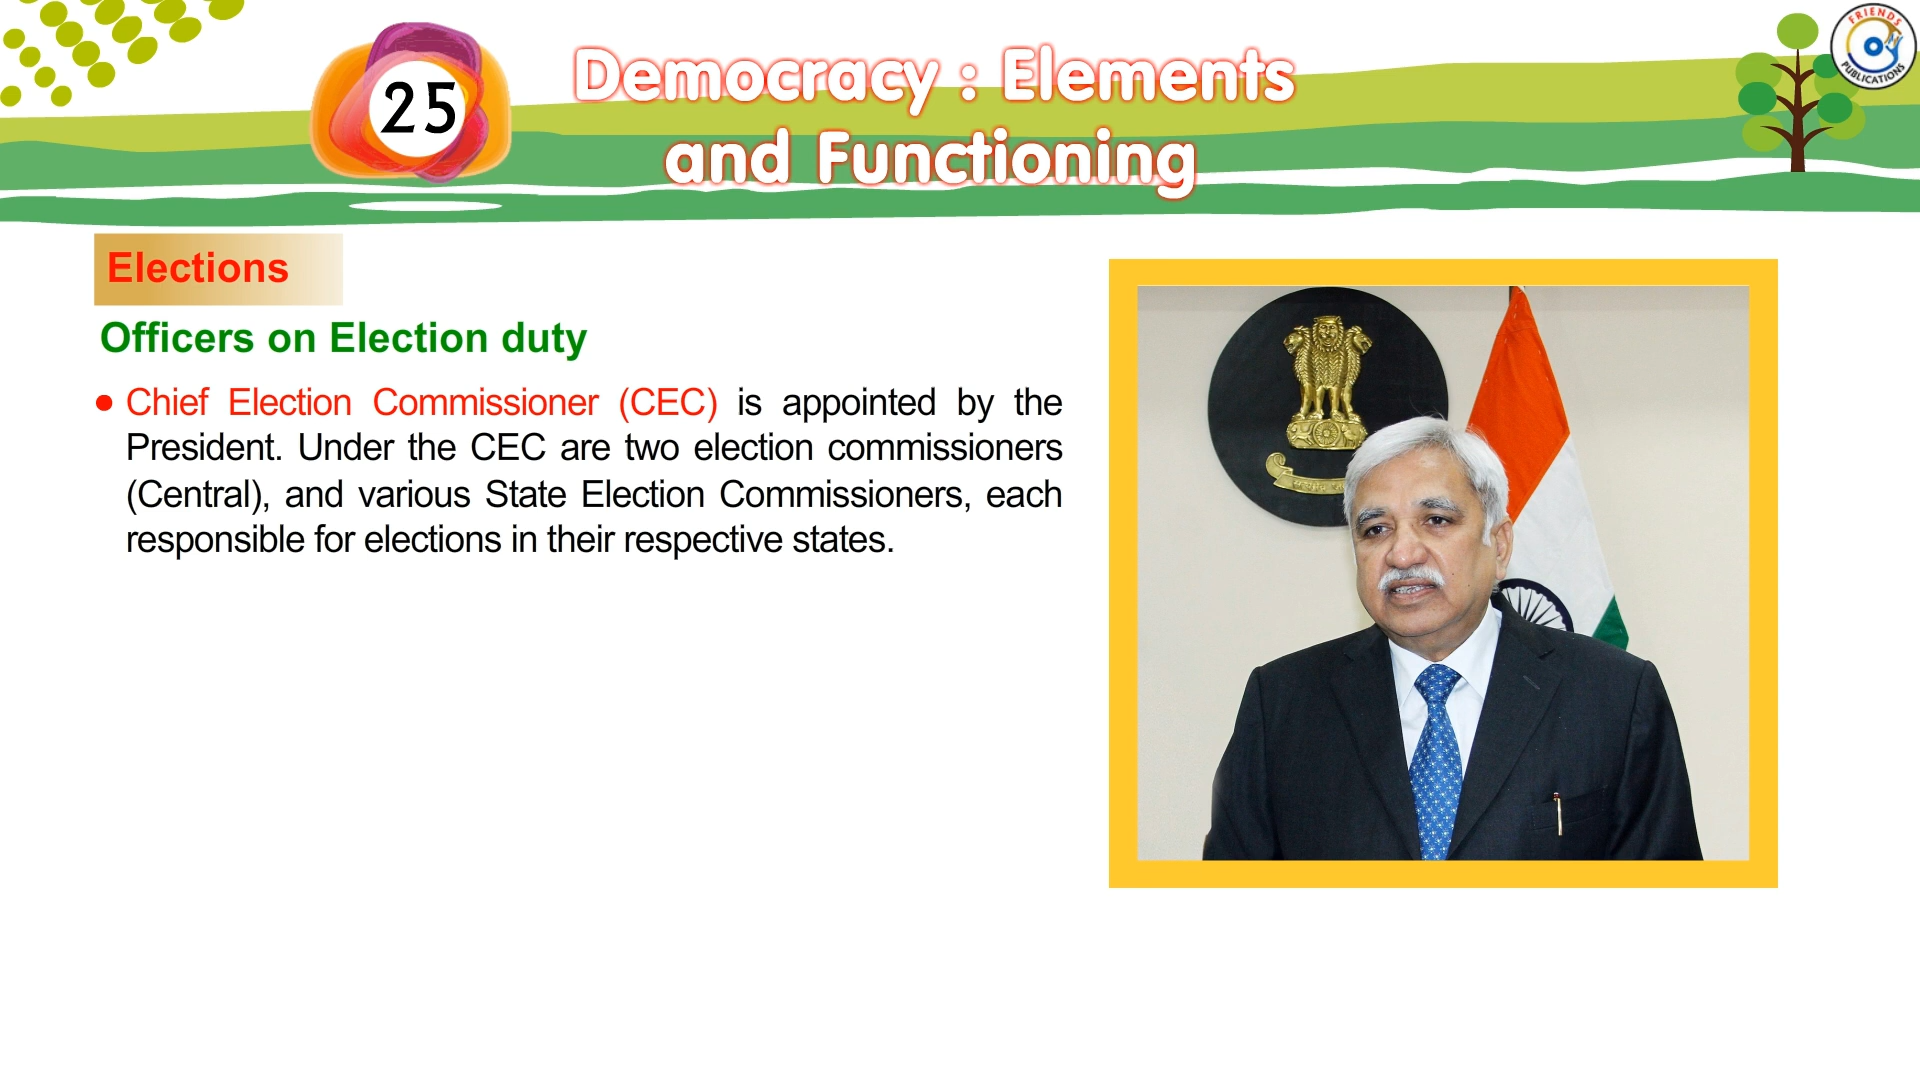 25
Democracy : Elements
and Functioning
FRIENDS
PUBLICATIONS
Elections
Officers on Election duty
• Chief Election Commissioner (CEC) is appointed by the
President. Under the CEC are two election commissioners
(Central), and various State Election Commissioners, each
responsible for elections in their respective states.